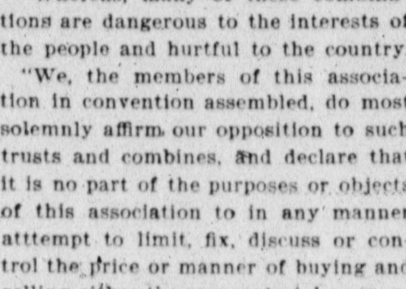 tions are dangerous to the interests of
the people and hurtful to the country.
"We, the members of this associa-
tion in convention assembled, do most
solemnly affirm our opposition to such
trusts and combines, and declare that
it is no part of the purposes or objects
of this association to in any manner
atttempt to limit, fix, discuss or con-
trol the price or manner of buying and